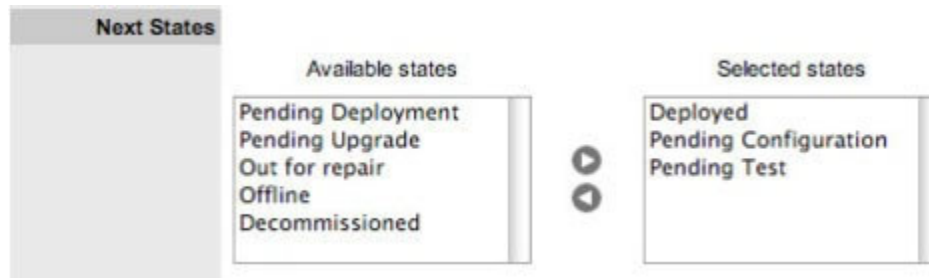 Next States
Available states
Selected states
Pending Deployment
Pending Upgrade
Out for repair
Offline
Decommissioned
Deployed
Pending Configuration
Pending Test